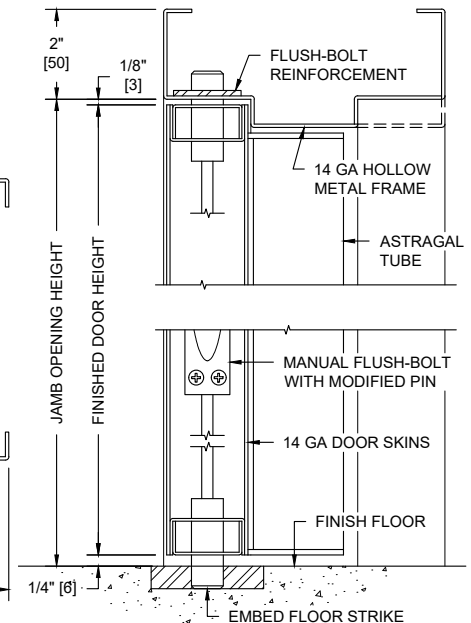 2"
[50]
1/8"
[3]
FLUSH-BOLT
REINFORCEMENT
14 GA HOLLOW
METAL FRAME
ASTRAGAL
TUBE
JAMB OPENING HEIGHT
FINISHED DOOR HEIGHT
MANUAL FLUSH-BOLT
WITH MODIFIED PIN
14 GA DOOR SKINS
FINISH FLOOR
1/4" [6]
EMBED FLOOR STRIKE